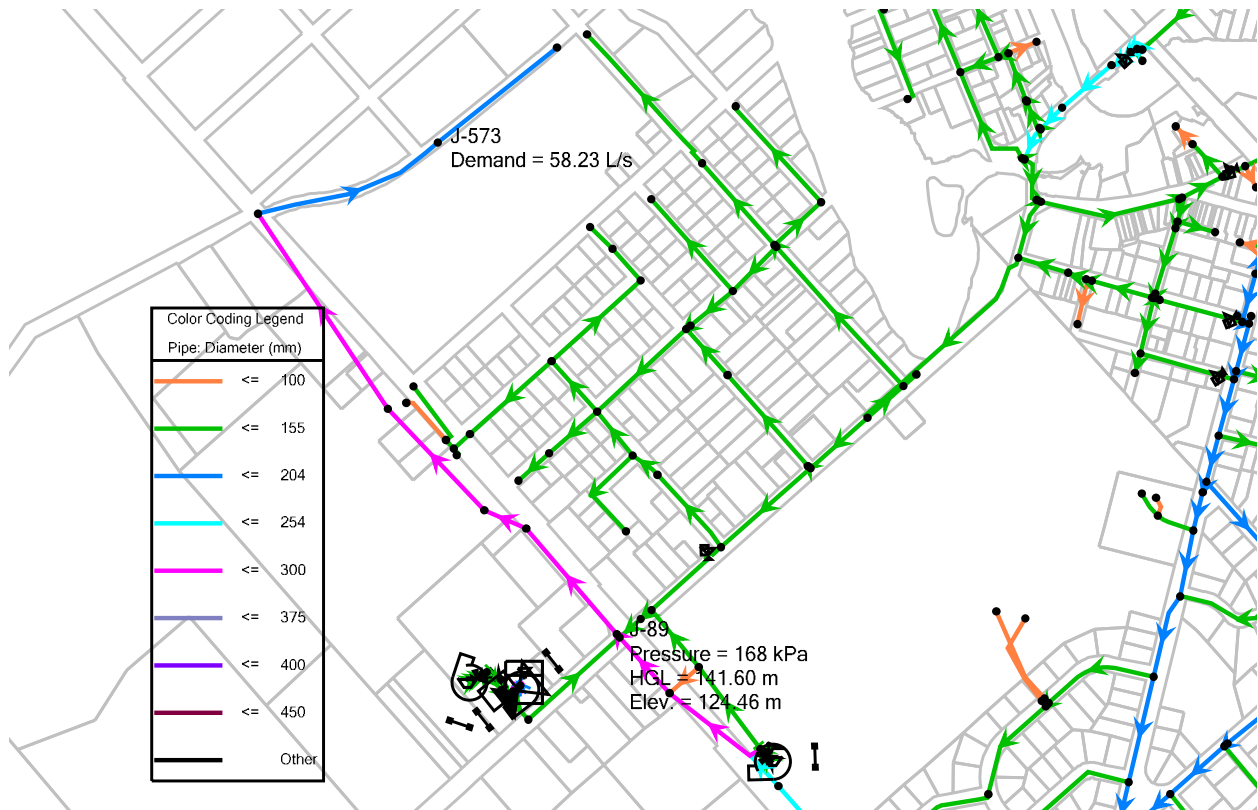 J-573
Demand = 58.23 L/s
Color Coding Legend
Pipe: Diameter (mm)
<= 100
<= 155
<= 204
<= 254
<= 300
<= 375
<= 400
<= 450
Other
J-89
Pressure = 168 kPa
HGL = 141.60 m
Elev. = 124.46 m